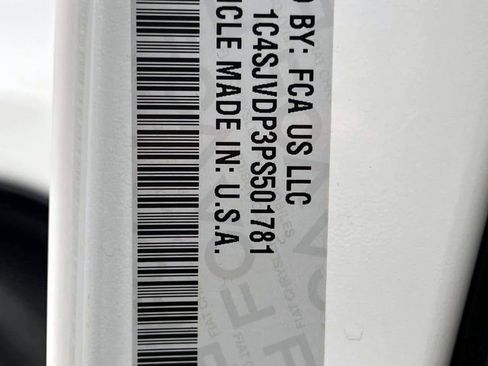 D BY: FCA US LLC
1C4SJVDP3PS501781
ICLE MADE IN: U.S.A.